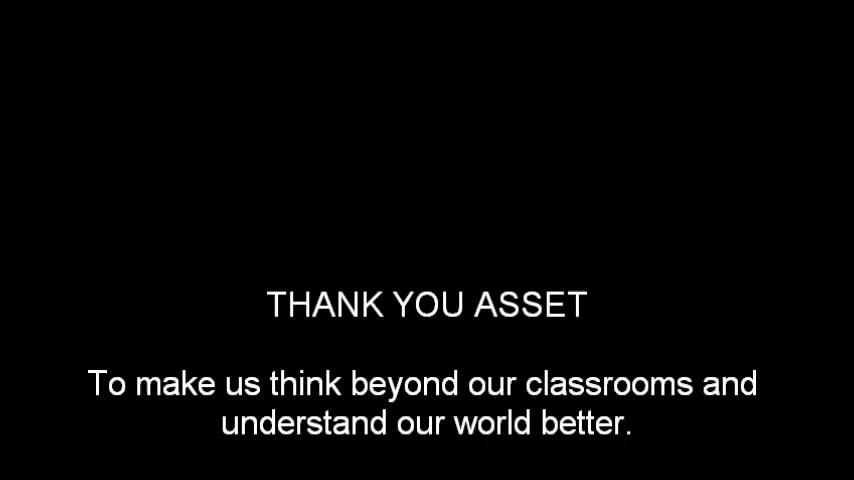 THANK YOU ASSET
To make us think beyond our classrooms and
understand our world better.